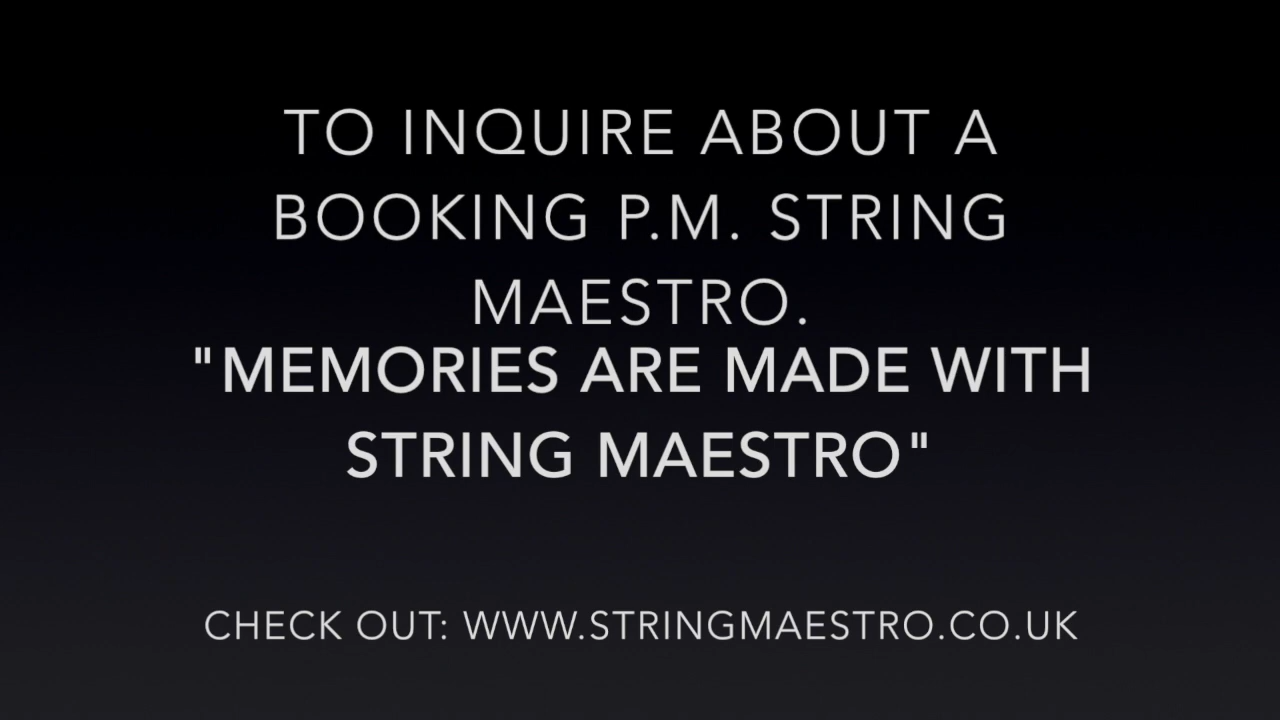 TO INQUIRE ABOUT A
BOOKING P.M. STRING
MAESTRO.
"MEMORIES ARE MADE WITH
STRING MAESTRO"
CHECK OUT: WWW.STRINGMAESTRO.CO.UK